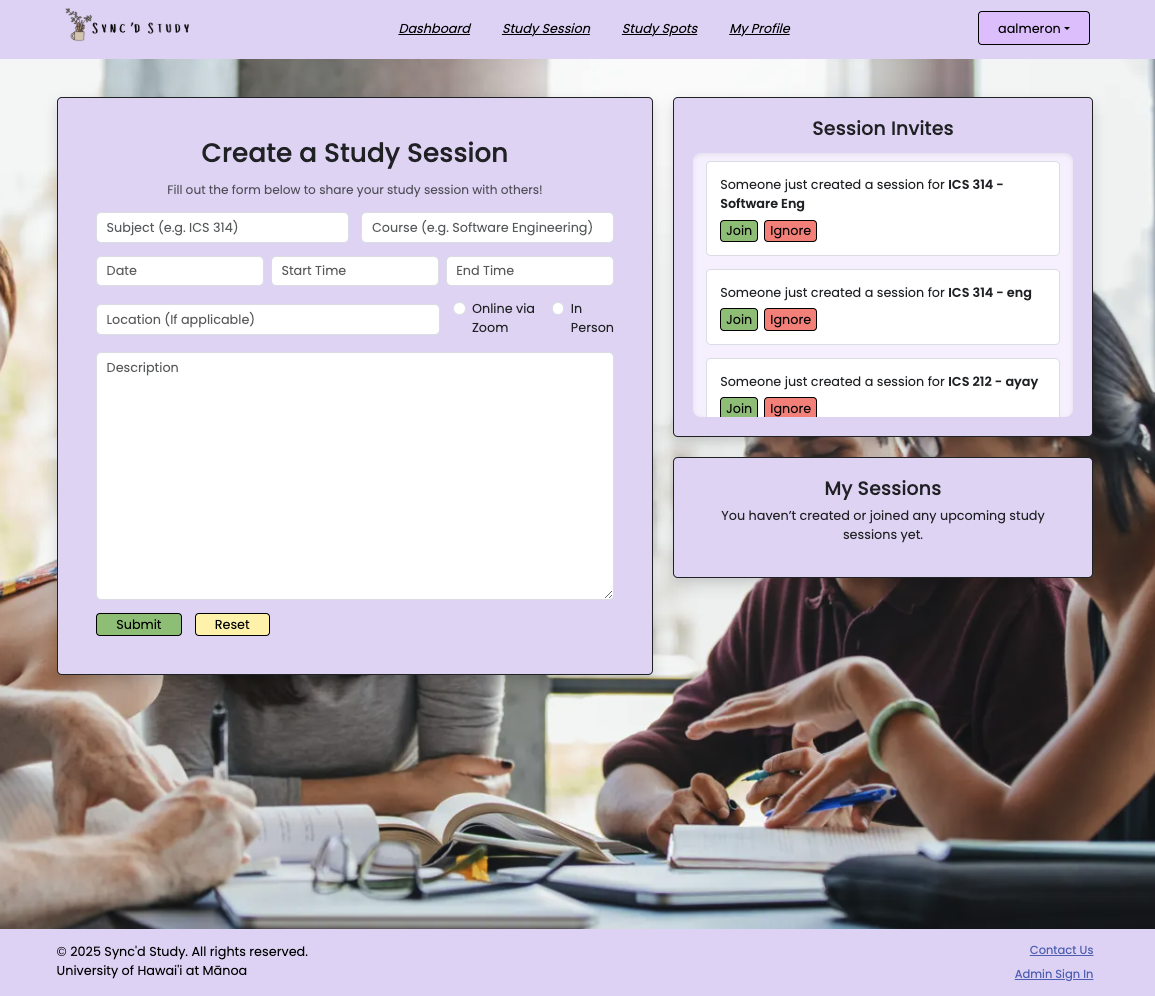 Sync'd Study
Dashboard
Study Session
Study Spots
My Profile
aalmeron
Create a Study Session
Fill out the form below to share your study session with others!
Subject (e.g. ICS 314)
Course (e.g. Software Engineering)
Date
Start Time
End Time
Location (If applicable)
Online via
Zoom
In
Person
Description
Submit
Reset
Session Invites
Someone just created a session for ICS 314 -
Software Eng
Join
Ignore
Someone just created a session for ICS 314 - eng
Join
Ignore
Someone just created a session for ICS 212 - ayay
Join
Ignore
My Sessions
You haven’t created or joined any upcoming study
sessions yet.
© 2025 Sync'd Study. All rights reserved.
University of Hawai'i at Mānoa
Contact Us
Admin Sign In